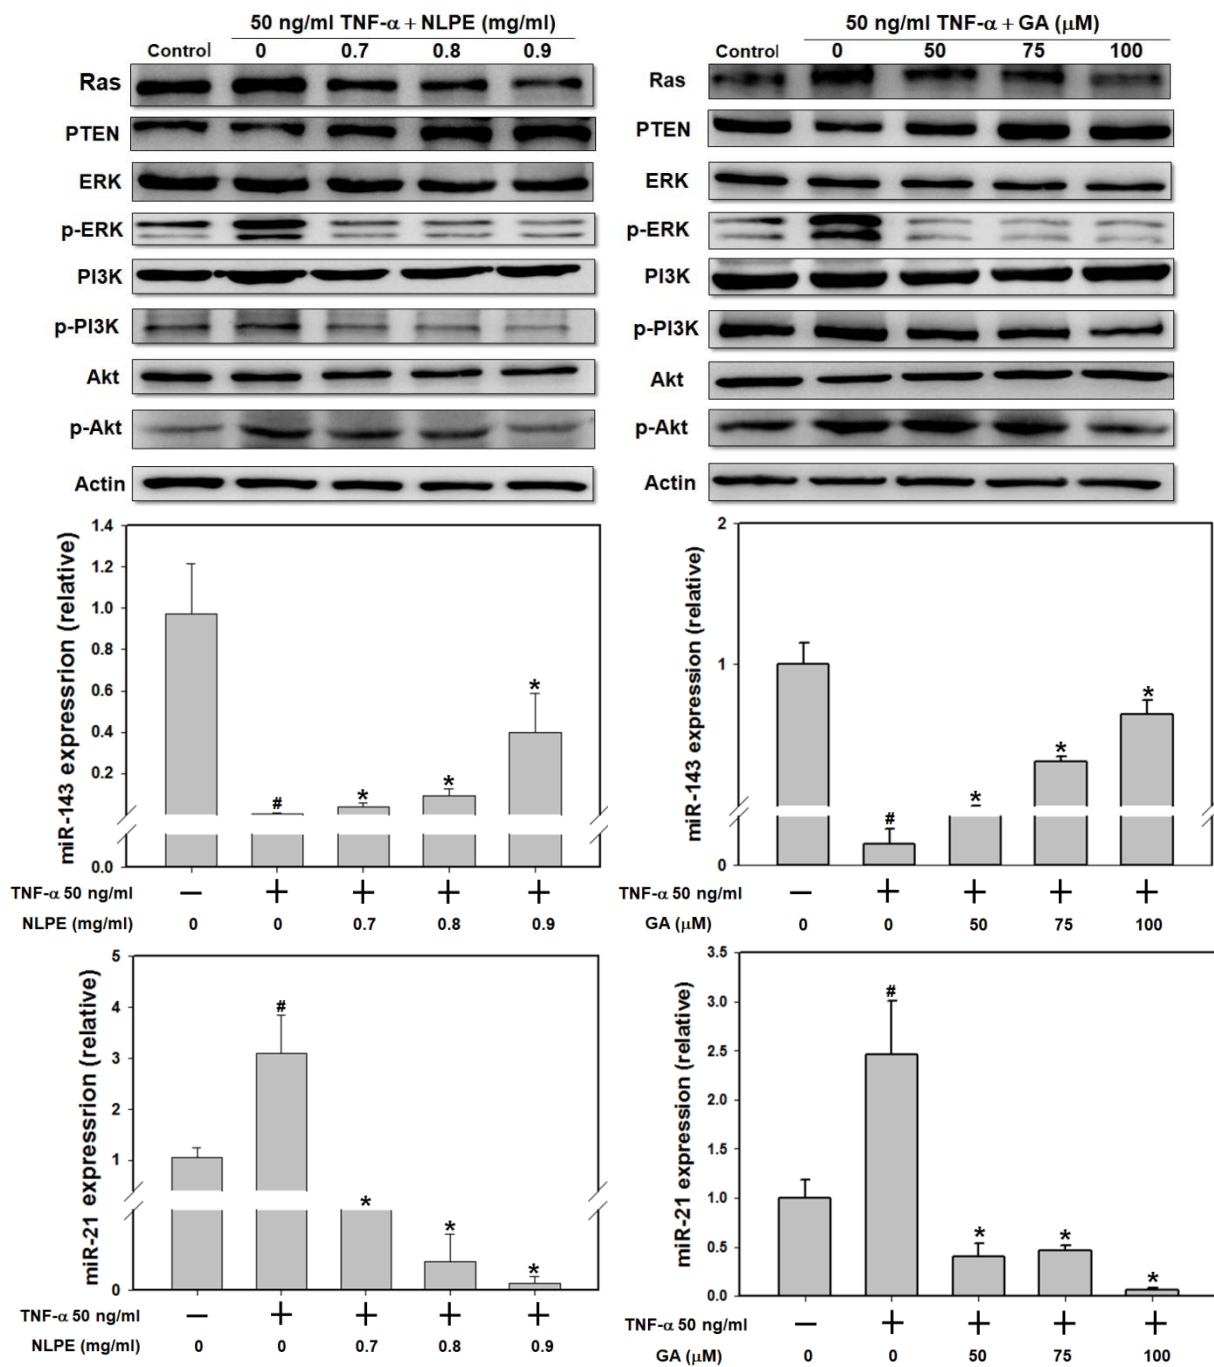 50 ng/ml TNF-α + NLPE (mg/ml)
Control 0 0.7 0.8 0.9
Ras
PTEN
ERK
p-ERK
PI3K
p-PI3K
Akt
p-Akt
Actin
50 ng/ml TNF-α + GA (μM)
Control 0 50 75 100
Ras
PTEN
ERK
p-ERK
PI3K
p-PI3K
Akt
p-Akt
Actin
miR-143 expressrion (relative)
1.4
1.2
1.0
0.8
0.6
0.4
0.2
0.0
# * * *
TNF-α 50 ng/ml — + + + +
NLPE (mg/ml) 0 0 0.7 0.8 0.9
miR-143 expression (relative)
2
1
0
# * * *
TNF-α 50 ng/ml — + + + +
GA (μM) 0 0 50 75 100
miR-21 expressrion (relative)
5
4
3
2
1
0
# * * *
TNF-α 50 ng/ml — + + + +
NLPE (mg/ml) 0 0 0.7 0.8 0.9
miR-21 expression (relative)
3.5
3.0
2.5
2.0
1.5
1.0
0.5
0.0
# * * *
TNF-α 50 ng/ml — + + + +
GA (μM) 0 0 50 75 100